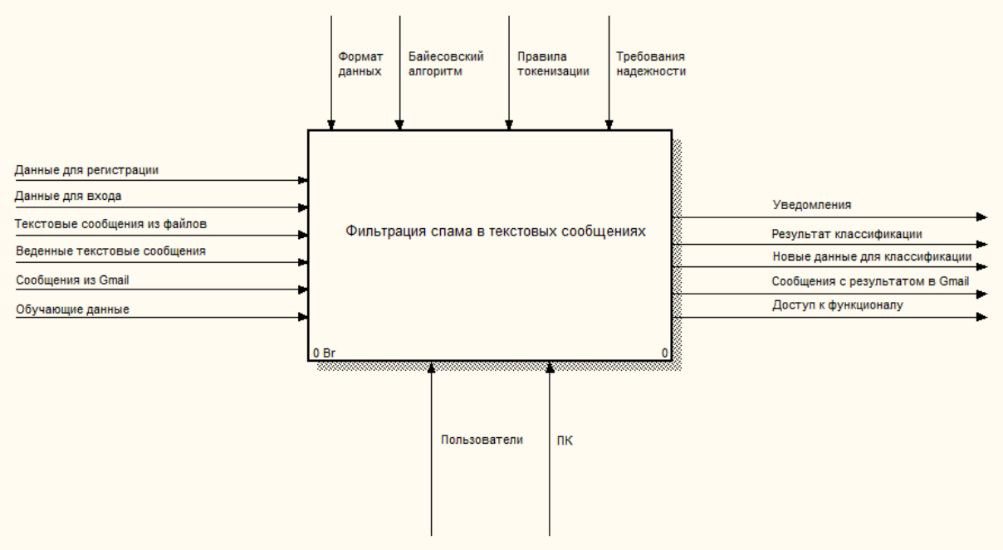 Формат
данных
Байесовский
алгоритм
Правила
токенизации
Требования
надежности
Данные для регистрации
Данные для входа
Текстовые сообщения из файлов
Веденные текстовые сообщения
Сообщения из Gmail
Обучающие данные
Фильтрация спама в текстовых сообщениях
0 Br
0
Уведомления
Результат классификации
Новые данные для классификации
Сообщения с результатом в Gmail
Доступ к функционалу
Пользователи
ПК